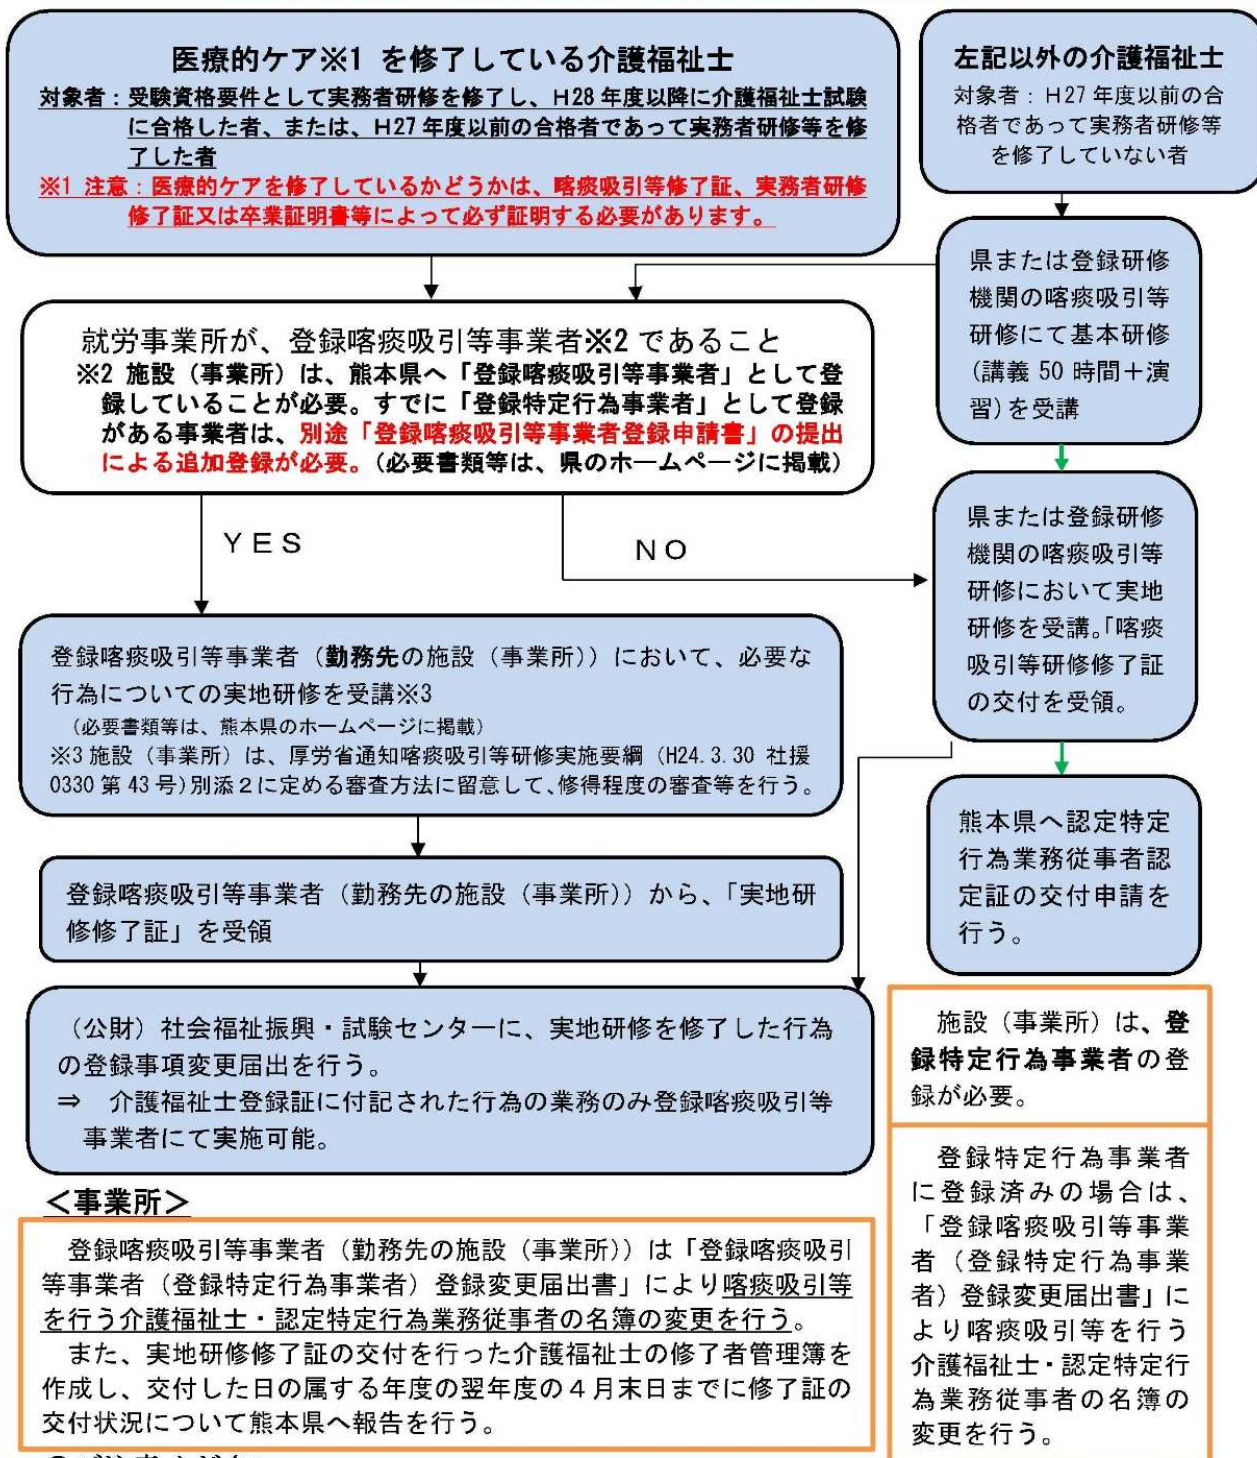 医療的ケア※1 を修了している介護福祉士
対象者：受験資格要件として実務者研修を修了し、H28 年度以降に介護福祉士試験
に合格した者、または、H27 年度以前の合格者であって実務者研修等を修
了した者
※1 注意：医療的ケアを修了しているかどうかは、喀痰吸引等修了証、実務者研修
修了証又は卒業証明書等によって必ず証明する必要があります。
左記以外の介護福祉士
対象者：H27 年度以前の合
格者であって実務者研修等
を修了していない者
県または登録研修
機関の喀痰吸引等
研修にて基本研修
(講義 50 時間＋演
習)を受講
就労事業所が、登録喀痰吸引等事業者※2 であること
※2 施設（事業所）は、熊本県へ「登録喀痰吸引等事業者」として登
録していることが必要。すでに「登録特定行為事業者」として登録
がある事業者は、別途「登録喀痰吸引等事業者登録申請書」の提出
による追加登録が必要。（必要書類等は、県のホームページに掲載）
YES
NO
県または登録研修
機関の喀痰吸引等
研修において実地
研修を受講。「喀痰
吸引等研修修了証
の交付を受領。
登録喀痰吸引等事業者（勤務先の施設（事業所））において、必要な
行為についての実地研修を受講※3
（必要書類等は、熊本県のホームページに掲載）
※3 施設（事業所）は、厚労省通知喀痰吸引等研修実施要綱（H24.3.30 社援
0330 第 43 号）別添２に定める審査方法に留意して、修得程度の審査等を行う。
熊本県へ認定特定
行為業務従事者認
定証の交付申請を
行う。
登録喀痰吸引等事業者（勤務先の施設（事業所））から、「実地研
修修了証」を受領
（公財）社会福祉振興・試験センターに、実地研修を修了した行為
の登録事項変更届出を行う。
⇒ 介護福祉士登録証に付記された行為の業務のみ登録喀痰吸引等
事業者にて実施可能。
施設（事業所）は、登
録特定行為事業者の登
録が必要。
登録特定行為事業者
に登録済みの場合は、
「登録喀痰吸引等事業
者（登録特定行為事業
者）登録変更届出書」に
より喀痰吸引等を行う
介護福祉士・認定特定行
為業務従事者の名簿の
変更を行う。
＜事業所＞
登録喀痰吸引等事業者（勤務先の施設（事業所））は「登録喀痰吸引
等事業者（登録特定行為事業者）登録変更届出書」により喀痰吸引等
を行う介護福祉士・認定特定行為業務従事者の名簿の変更を行う。
また、実地研修修了証の交付を行った介護福祉士の修了者管理簿を
作成し、交付した日の属する年度の翌年度の４月末日までに修了証の
交付状況について熊本県へ報告を行う。